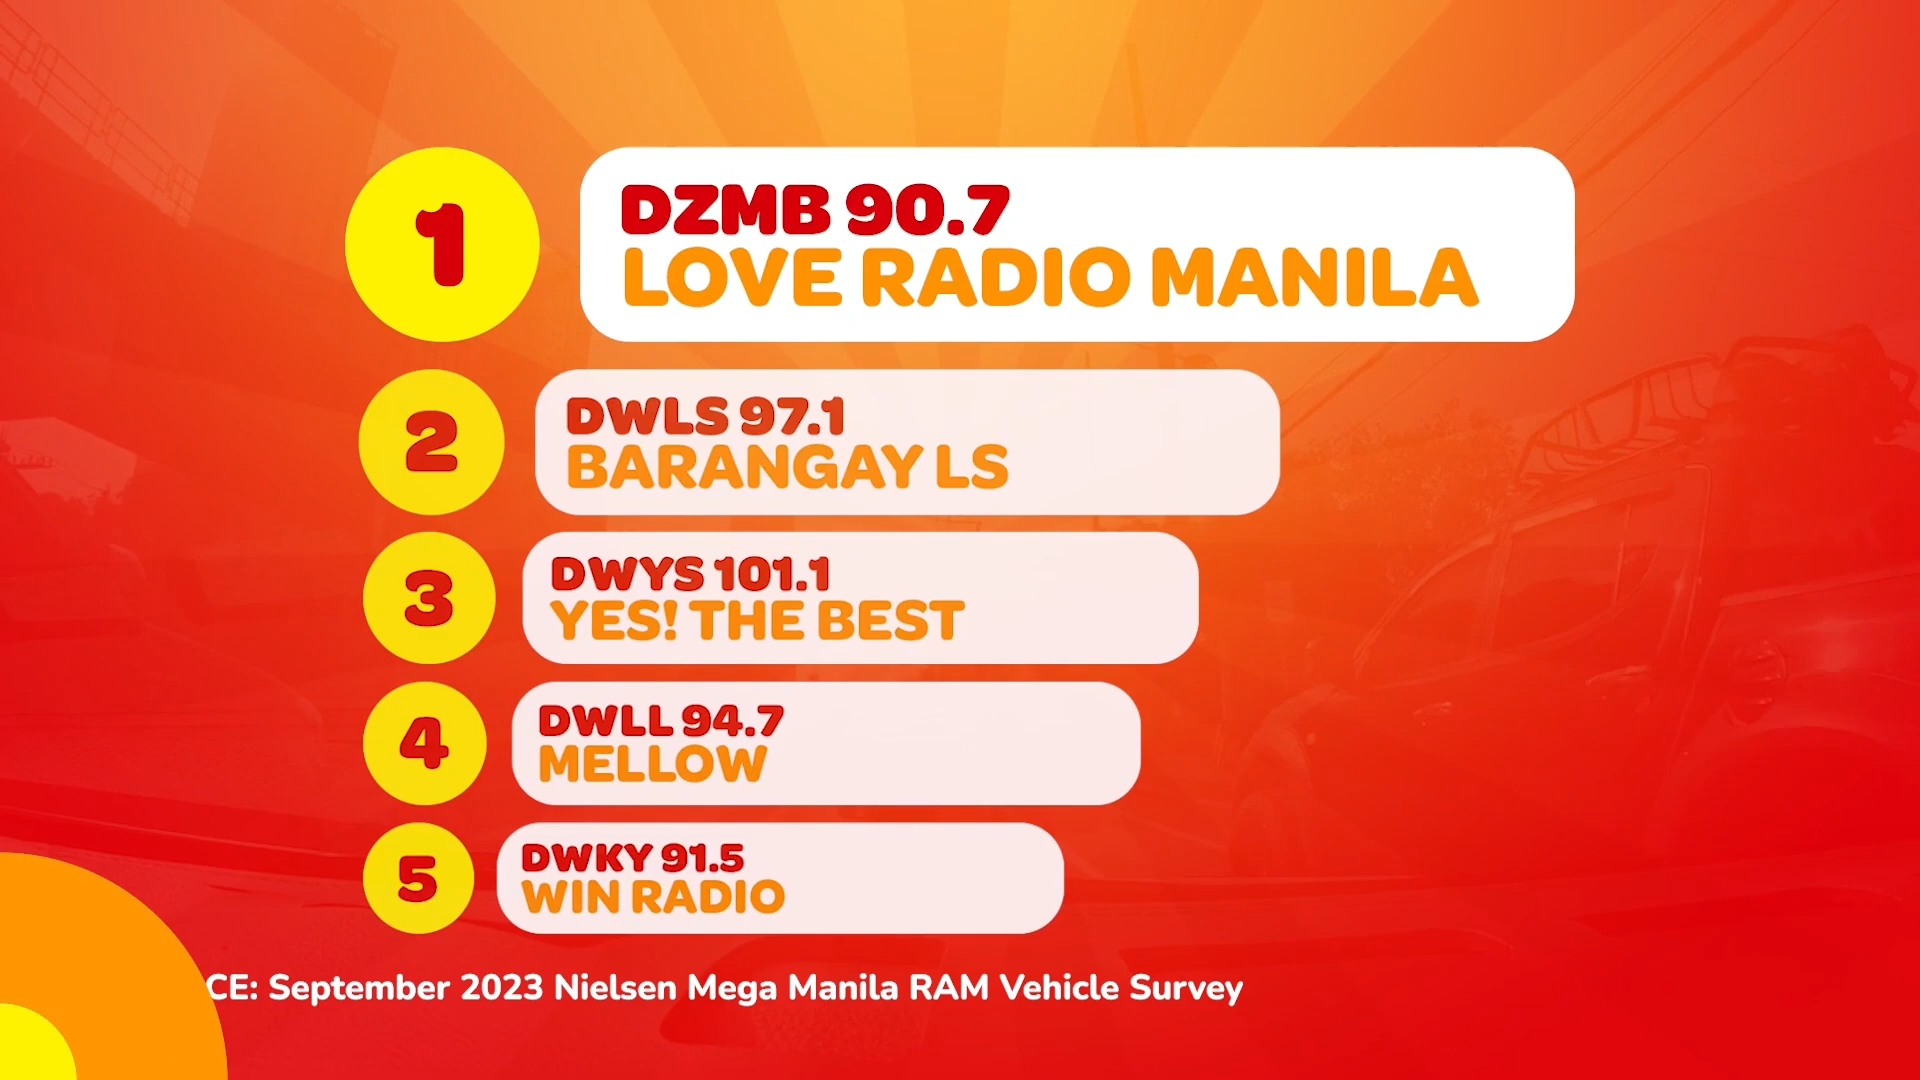 1
DZMB 90.7
LOVE RADIO MANILA
2
DWLS 97.1
BARANGAY LS
3
DWYS 101.1
YES! THE BEST
4
DWLL 94.7
MELLOW
5
DWKY 91.5
WIN RADIO
CE: September 2023 Nielsen Mega Manila RAM Vehicle Survey